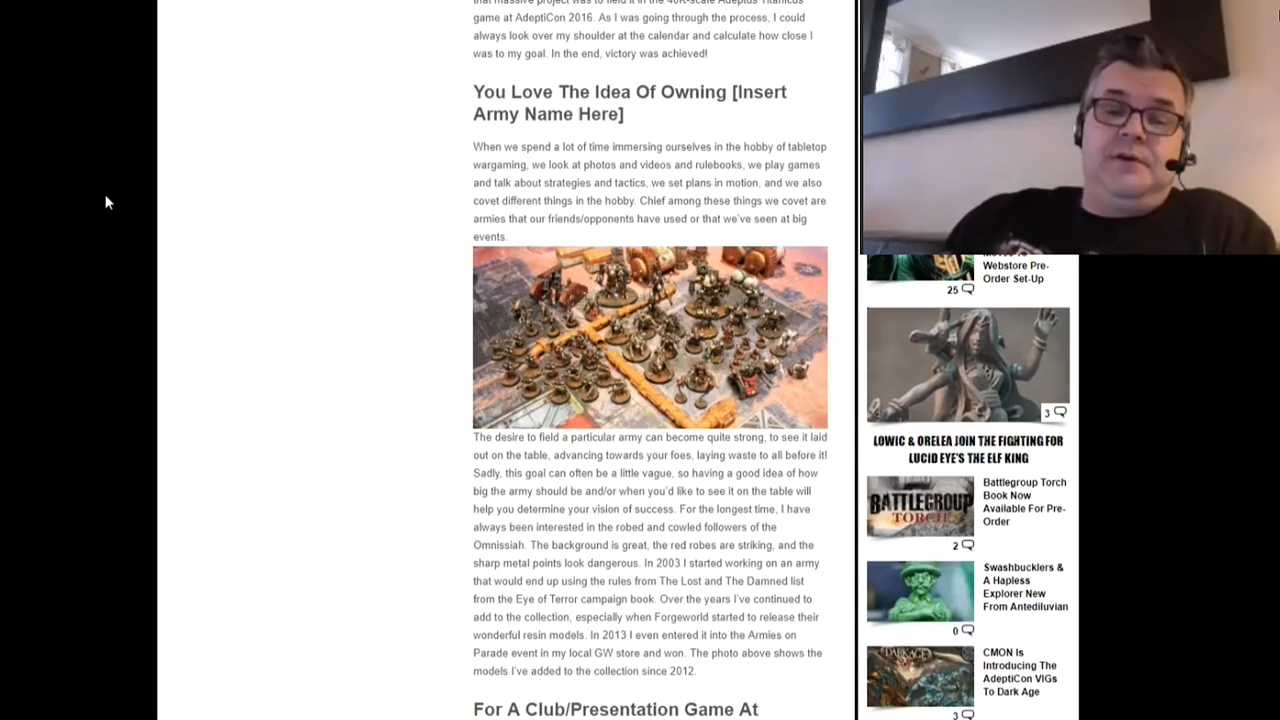 that massive project was to field it in the 40K-scale Adeptus Titanicus
game at AdeptiCon 2016. As I was going through the process, I could
always look over my shoulder at the calendar and calculate how close I
was to my goal. In the end, victory was achieved!
You Love The Idea Of Owning [Insert
Army Name Here]
When we spend a lot of time immersing ourselves in the hobby of tabletop
wargaming, we look at photos and videos and rulebooks, we play games
and talk about strategies and tactics, we set plans in motion, and we also
covet different things in the hobby. Chief among these things we covet are
armies that our friends/opponents have used or that we've seen at big
events.
The desire to field a particular army can become quite strong, to see it laid
out on the table, advancing towards your foes, laying waste to all before it!
Sadly, this goal can often be a little vague, so having a good idea of how
big the army should be and/or when you'd like to see it on the table will
help you determine your vision of success. For the longest time, I have
always been interested in the robed and cowled followers of the
Omnissiah. The background is great, the red robes are striking, and the
sharp metal points look dangerous. In 2003 I started working on an army
that would end up using the rules from The Lost and The Damned list
from the Eye of Terror campaign book. Over the years I've continued to
add to the collection, especially when Forgeworld started to release their
wonderful resin models. In 2013 I even entered it into the Armies on
Parade event in my local GW store and won. The photo above shows the
models I've added to the collection since 2012.
For A Club/Presentation Game At
Webstore Pre-
Order Set-Up
25
3
LOWIC & ORELEA JOIN THE FIGHTING FOR
LUCID EYE'S THE ELF KING
BATTLEGROUP
TORCH
Battlegroup Torch
Book Now
Available For Pre-
Order
2
Swashbucklers &
A Hapless
Explorer New
From Antediluvian
0
DARK AGE
CMON Is
Introducing The
AdeptiCon VIGs
To Dark Age
3